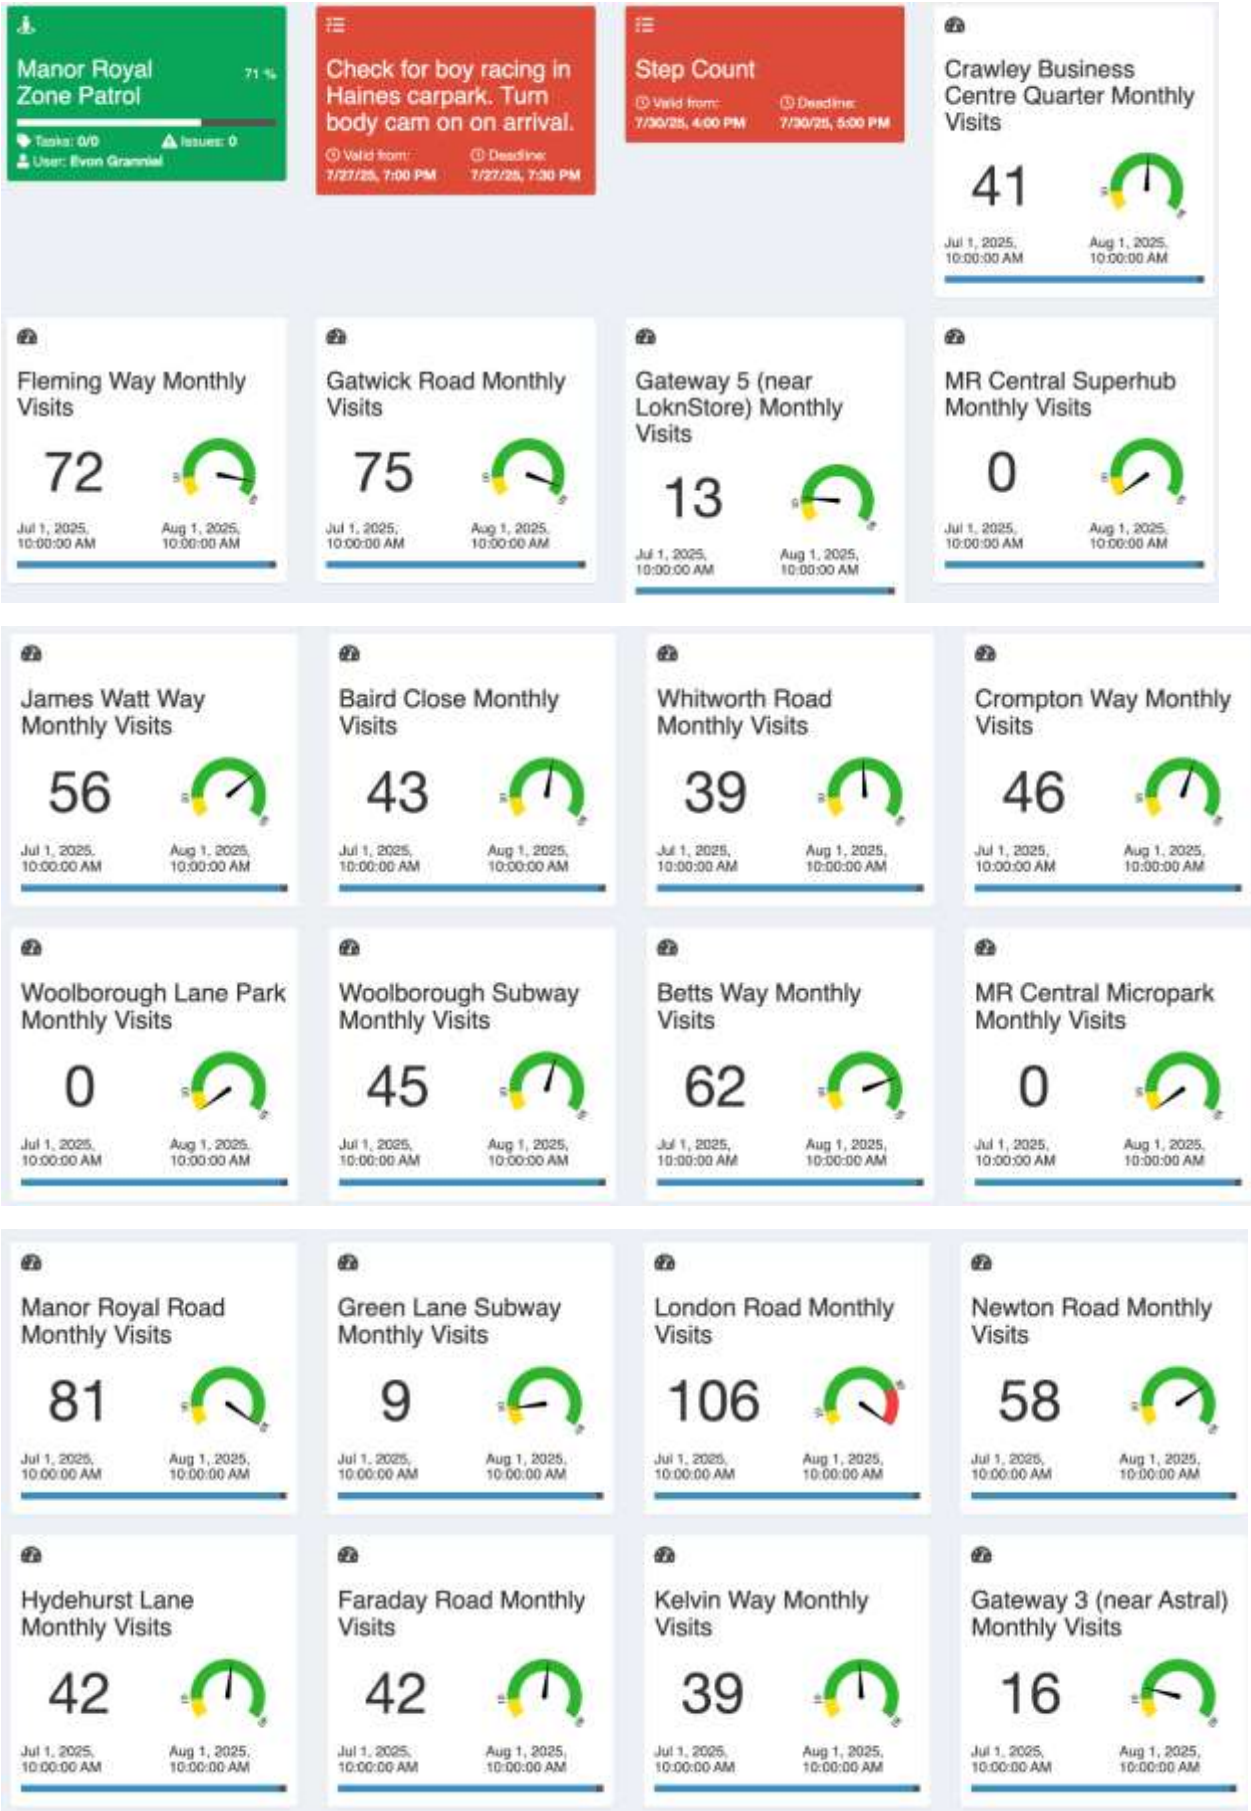 Manor Royal
Zone Patrol
71 %
Tasks: 0/0
Issues: 0
User: Evon Granniel
Check for boy racing in
Haines carpark. Turn
body cam on on arrival.
Valid from:
7/27/25, 7:00 PM
Deadline:
7/27/25, 7:30 PM
Step Count
Valid from:
7/30/25, 4:00 PM
Deadline:
7/30/25, 5:00 PM
Crawley Business
Centre Quarter Monthly
Visits
41
Jul 1, 2025,
10:00:00 AM
Aug 1, 2025,
10:00:00 AM
Fleming Way Monthly
Visits
72
Jul 1, 2025,
10:00:00 AM
Aug 1, 2025,
10:00:00 AM
Gatwick Road Monthly
Visits
75
Jul 1, 2025,
10:00:00 AM
Aug 1, 2025,
10:00:00 AM
Gateway 5 (near
LoknStore) Monthly
Visits
13
Jul 1, 2025,
10:00:00 AM
Aug 1, 2025,
10:00:00 AM
MR Central Superhub
Monthly Visits
0
Jul 1, 2025,
10:00:00 AM
Aug 1, 2025,
10:00:00 AM
James Watt Way
Monthly Visits
56
Jul 1, 2025,
10:00:00 AM
Aug 1, 2025,
10:00:00 AM
Baird Close Monthly
Visits
43
Jul 1, 2025,
10:00:00 AM
Aug 1, 2025,
10:00:00 AM
Whitworth Road
Monthly Visits
39
Jul 1, 2025,
10:00:00 AM
Aug 1, 2025,
10:00:00 AM
Crompton Way Monthly
Visits
46
Jul 1, 2025,
10:00:00 AM
Aug 1, 2025,
10:00:00 AM
Woolborough Lane Park
Monthly Visits
0
Jul 1, 2025,
10:00:00 AM
Aug 1, 2025,
10:00:00 AM
Woolborough Subway
Monthly Visits
45
Jul 1, 2025,
10:00:00 AM
Aug 1, 2025,
10:00:00 AM
Betts Way Monthly
Visits
62
Jul 1, 2025,
10:00:00 AM
Aug 1, 2025,
10:00:00 AM
MR Central Micropark
Monthly Visits
0
Jul 1, 2025,
10:00:00 AM
Aug 1, 2025,
10:00:00 AM
Manor Royal Road
Monthly Visits
81
Jul 1, 2025,
10:00:00 AM
Aug 1, 2025,
10:00:00 AM
Green Lane Subway
Monthly Visits
9
Jul 1, 2025,
10:00:00 AM
Aug 1, 2025,
10:00:00 AM
London Road Monthly
Visits
106
Jul 1, 2025,
10:00:00 AM
Aug 1, 2025,
10:00:00 AM
Newton Road Monthly
Visits
58
Jul 1, 2025,
10:00:00 AM
Aug 1, 2025,
10:00:00 AM
Hydehurst Lane
Monthly Visits
42
Jul 1, 2025,
10:00:00 AM
Aug 1, 2025,
10:00:00 AM
Faraday Road Monthly
Visits
42
Jul 1, 2025,
10:00:00 AM
Aug 1, 2025,
10:00:00 AM
Kelvin Way Monthly
Visits
39
Jul 1, 2025,
10:00:00 AM
Aug 1, 2025,
10:00:00 AM
Gateway 3 (near Astral)
Monthly Visits
16
Jul 1, 2025,
10:00:00 AM
Aug 1, 2025,
10:00:00 AM